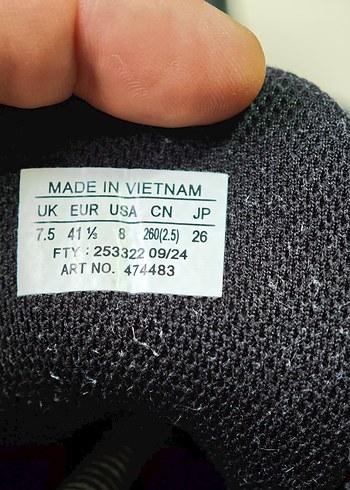 MADE IN VIETNAM
UK EUR USA CN JP
7.5 41 ⅓ 8 260(2.5) 26
FTY : 253322 09/24
ART NO. 474483